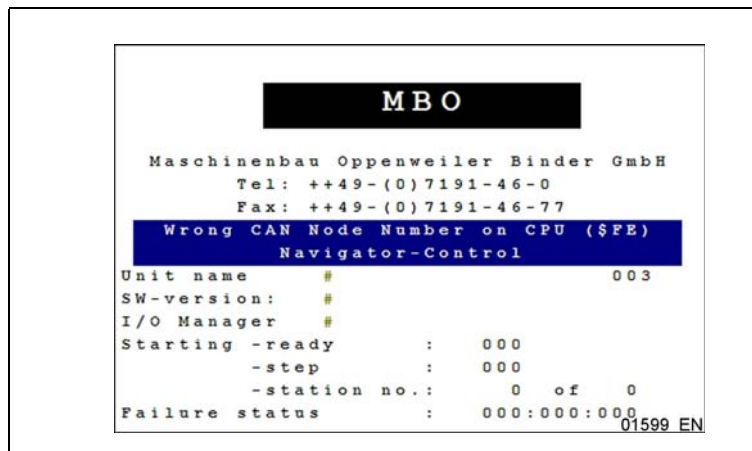 MBO
Maschinenbau Oppenweiler Binder GmbH
Tel: ++49-(0)7191-46-0
Fax: ++49-(0)7191-46-77
Wrong CAN Node Number on CPU ($FE)
Navigator-Control
Unit name # 003
SW-version: #
I/O Manager #
Starting -ready : 000
-step : 000
-station no.: 0 of 0
Failure status : 000:000:000
01599 EN